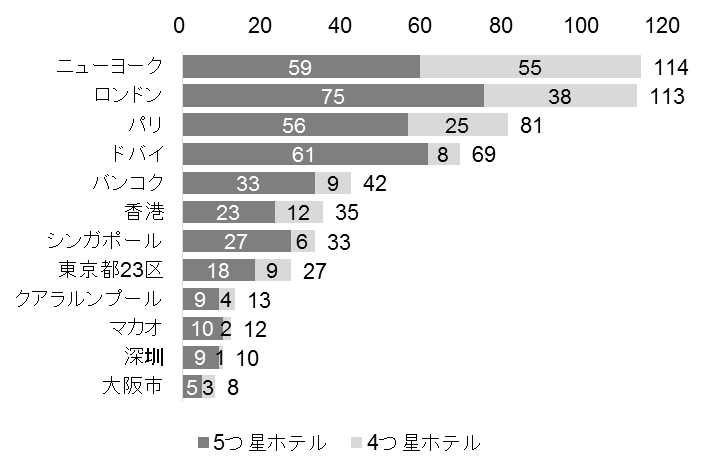 0 20 40 60 80 100 120
ニューヨーク 59 55 114
ロンドン 75 38 113
パリ 56 25 81
ドバイ 61 8 69
バンコク 33 9 42
香港 23 12 35
シンガポール 27 6 33
東京都23区 18 9 27
クアラルンプール 9 4 13
マカオ 10 2 12
深圳 9 1 10
大阪市 5 3 8
5つ星ホテル 4つ星ホテル